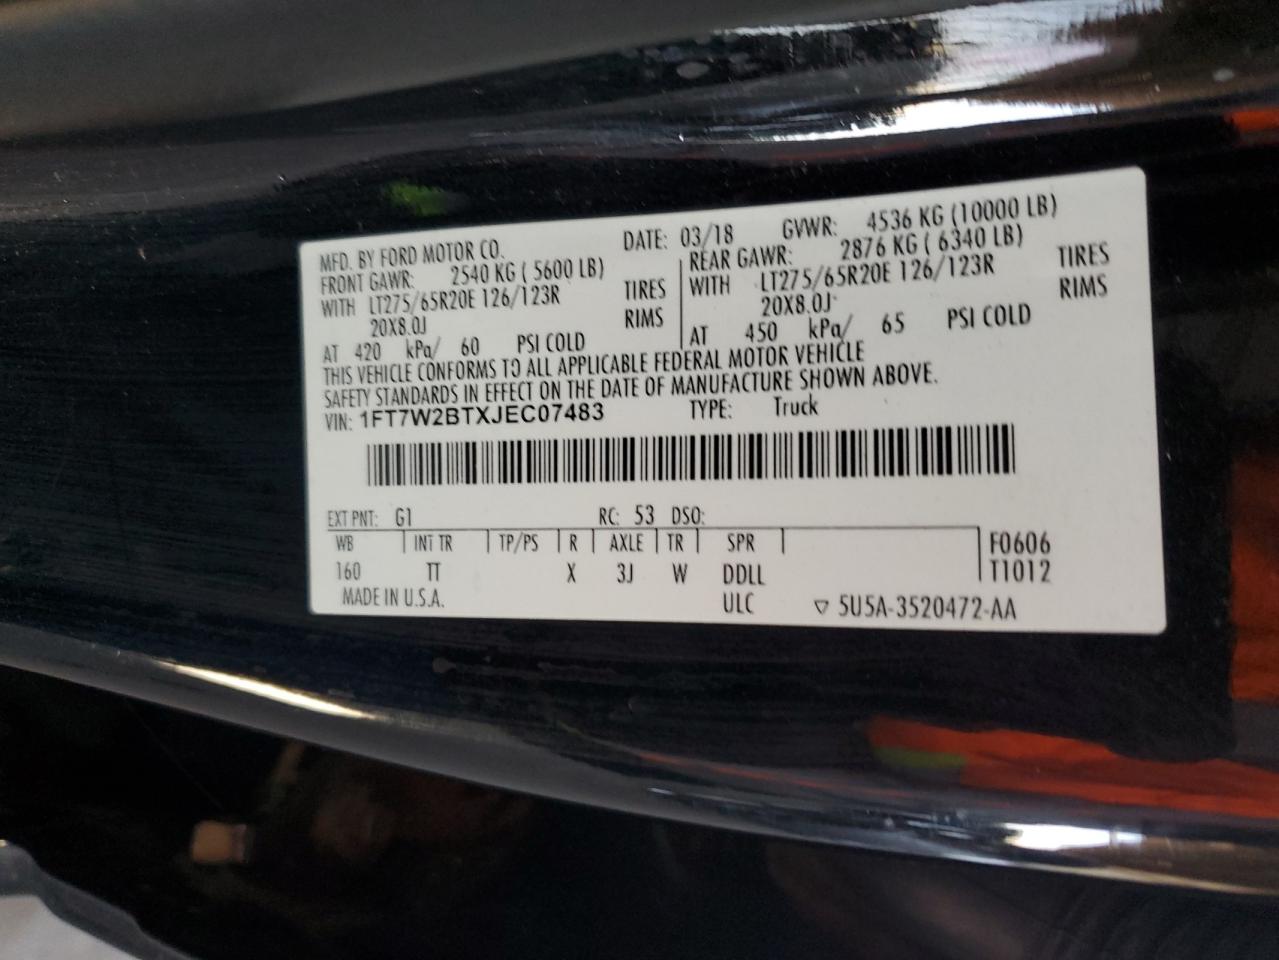 MFD. BY FORD MOTOR CO. DATE: 03/18 GVWR: 4536 KG (10000 LB)
FRONT GAWR: 2540 KG ( 5600 LB) REAR GAWR: 2876 KG ( 6340 LB)
WITH LT275/65R20E 126/123R TIRES WITH LT275/65R20E 126/123R TIRES
20X8.0J RIMS 20X8.0J RIMS
AT 420 kPa/ 60 PSI COLD AT 450 kPa/ 65 PSI COLD
THIS VEHICLE CONFORMS TO ALL APPLICABLE FEDERAL MOTOR VEHICLE
SAFETY STANDARDS IN EFFECT ON THE DATE OF MANUFACTURE SHOWN ABOVE.
VIN: 1FT7W2BTXJEC07483 TYPE: Truck
EXT PNT: G1 RC: 53 DSO:
WB INT TR TP/PS R AXLE TR SPR F0606
160 TT X 3J W DDLL T1012
MADE IN U.S.A. ULC 5U5A-3520472-AA